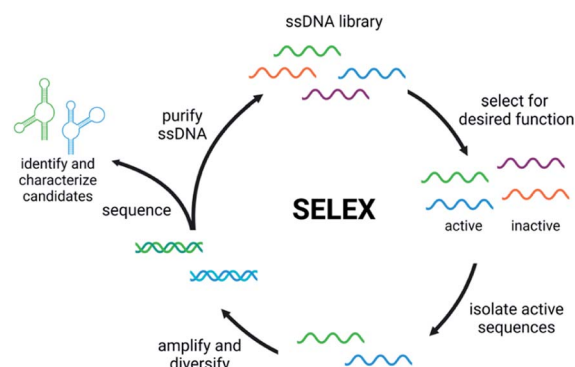 ssDNA library
select for
desired function
active
inactive
isolate active
sequences
amplify and
diversify
sequence
identify and
characterize
candidates
purify
ssDNA
SELEX